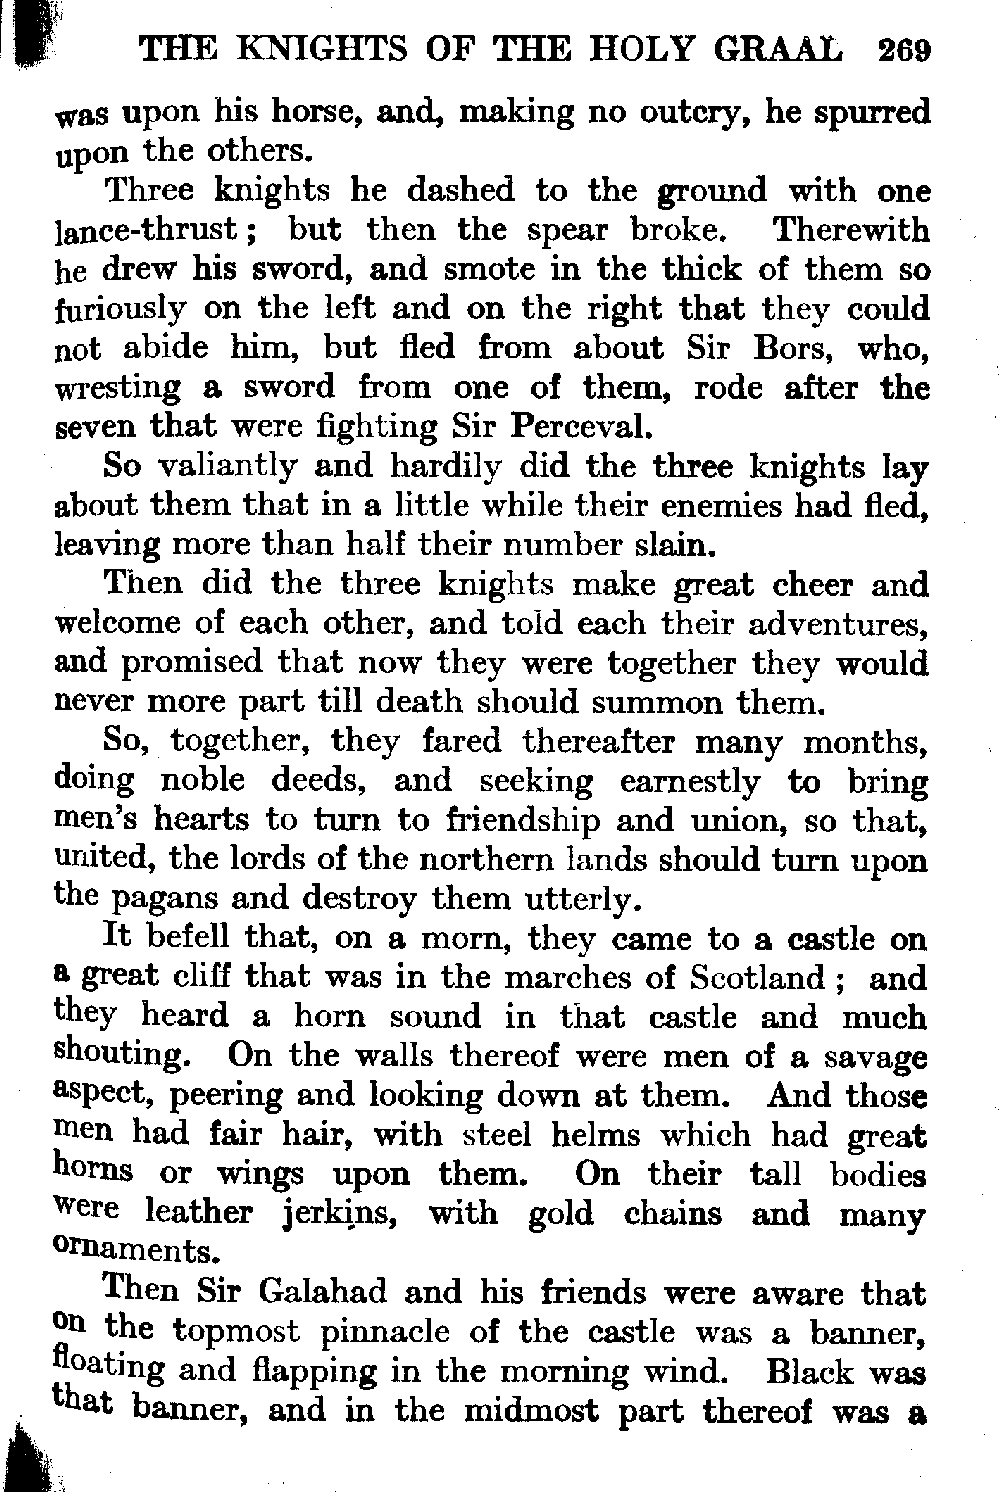 THE KNIGHTS OF THE HOLY GRAAL 269
was upon his horse, and, making no outcry, he spurred
upon the others.
Three knights he dashed to the ground with one
lance-thrust ; but then the spear broke. Therewith
he drew his sword, and smote in the thick of them so
furiously on the left and on the right that they could
not abide him, but fled from about Sir Bors, who,
wresting a sword from one of them, rode after the
seven that were fighting Sir Perceval.
So valiantly and hardily did the three knights lay
about them that in a little while their enemies had fled,
leaving more than half their number slain.
Then did the three knights make great cheer and
welcome of each other, and told each their adventures,
and promised that now they were together they would
never more part till death should summon them.
So, together, they fared thereafter many months,
doing noble deeds, and seeking earnestly to bring
men's hearts to turn to friendship and union, so that,
united, the lords of the northern lands should turn upon
the pagans and destroy them utterly.
It befell that, on a morn, they came to a castle on
a great cliff that was in the marches of Scotland ; and
they heard a horn sound in that castle and much
shouting. On the walls thereof were men of a savage
aspect, peering and looking down at them. And those
men had fair hair, with steel helms which had great
horns or wings upon them. On their tall bodies
were leather jerkins, with gold chains and many
ornaments.
Then Sir Galahad and his friends were aware that
on the topmost pinnacle of the castle was a banner,
floating and flapping in the morning wind. Black was
that banner, and in the midmost part thereof was a